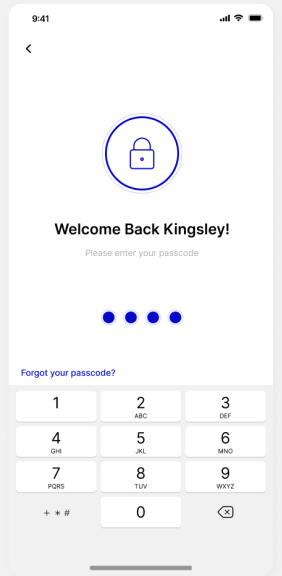 9:41
Welcome Back Kingsley!
Please enter your passcode
Forgot your passcode?
1 2 3
ABC DEF
4 5 6
GHI JKL MNO
7 8 9
PQRS TUV WXYZ
+ * # 0